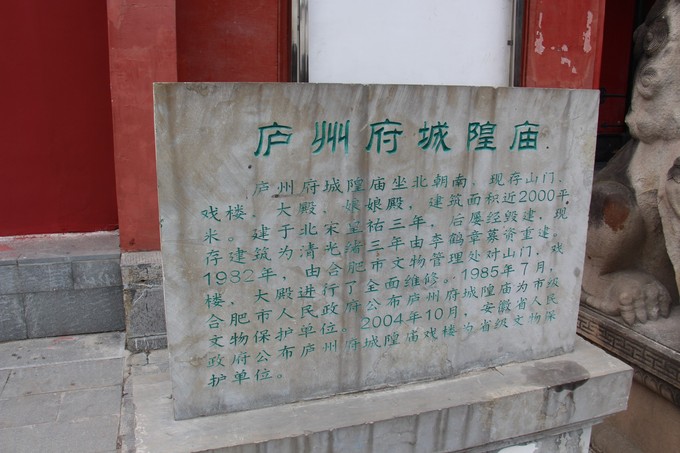 庐州府城隍庙
庐州府城隍庙坐北朝南，现存山门、
戏楼。大殿、娘娘殿，建筑面积近2000平
米。建于北宋皇祐三年，后屡经毁建，现
存建筑为清光绪三年由李鹤章募资重建，
1982年，由合肥市文物管理处对山门、戏
楼、大殿进行了全面维修。1985年7月，
合肥市人民政府公布庐州府城隍庙为市级
文物保护单位。2004年10月，安徽省人民
政府公布庐州府城隍庙戏楼为省级文物保
护单位。